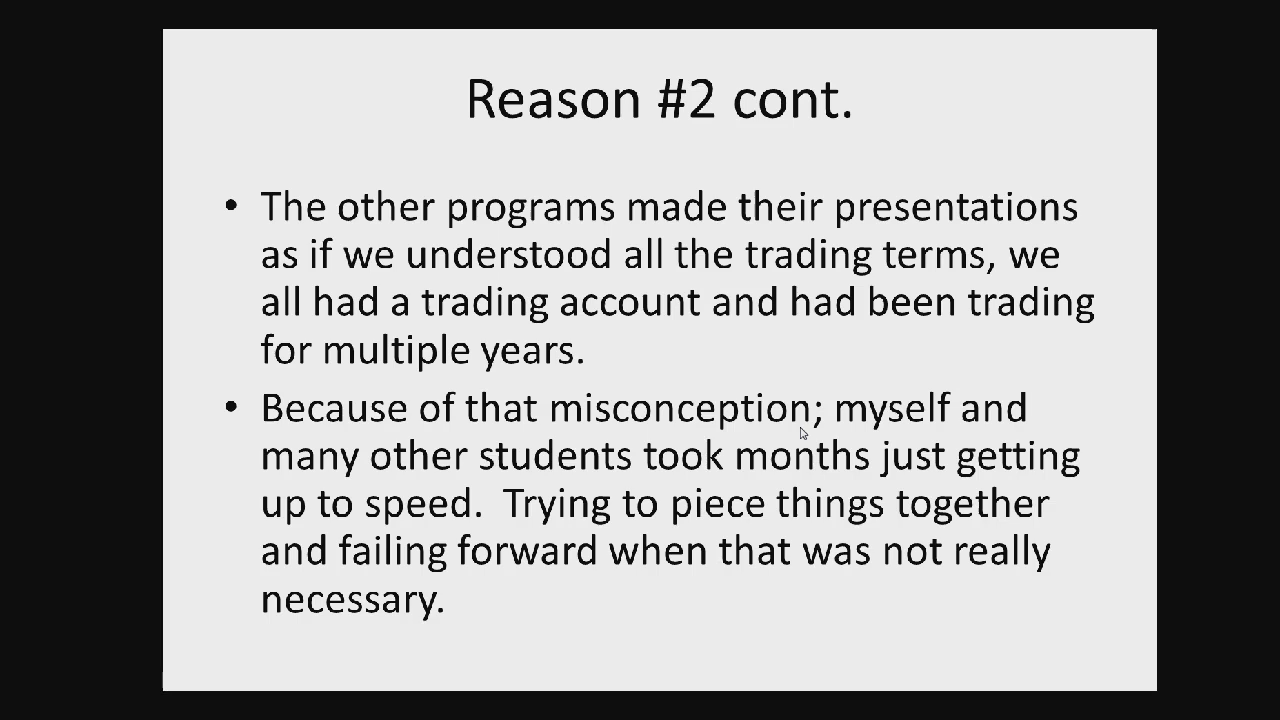 Reason #2 cont.
• The other programs made their presentations
as if we understood all the trading terms, we
all had a trading account and had been trading
for multiple years.
• Because of that misconception; myself and
many other students took months just getting
up to speed.  Trying to piece things together
and failing forward when that was not really
necessary.